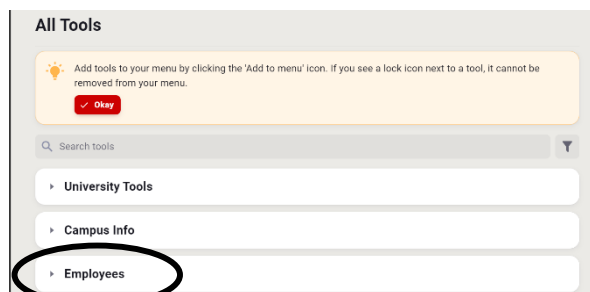 All Tools
Add tools to your menu by clicking the 'Add to menu' icon. If you see a lock icon next to a tool, it cannot be
removed from your menu.
Okay
Search tools
University Tools
Campus Info
Employees